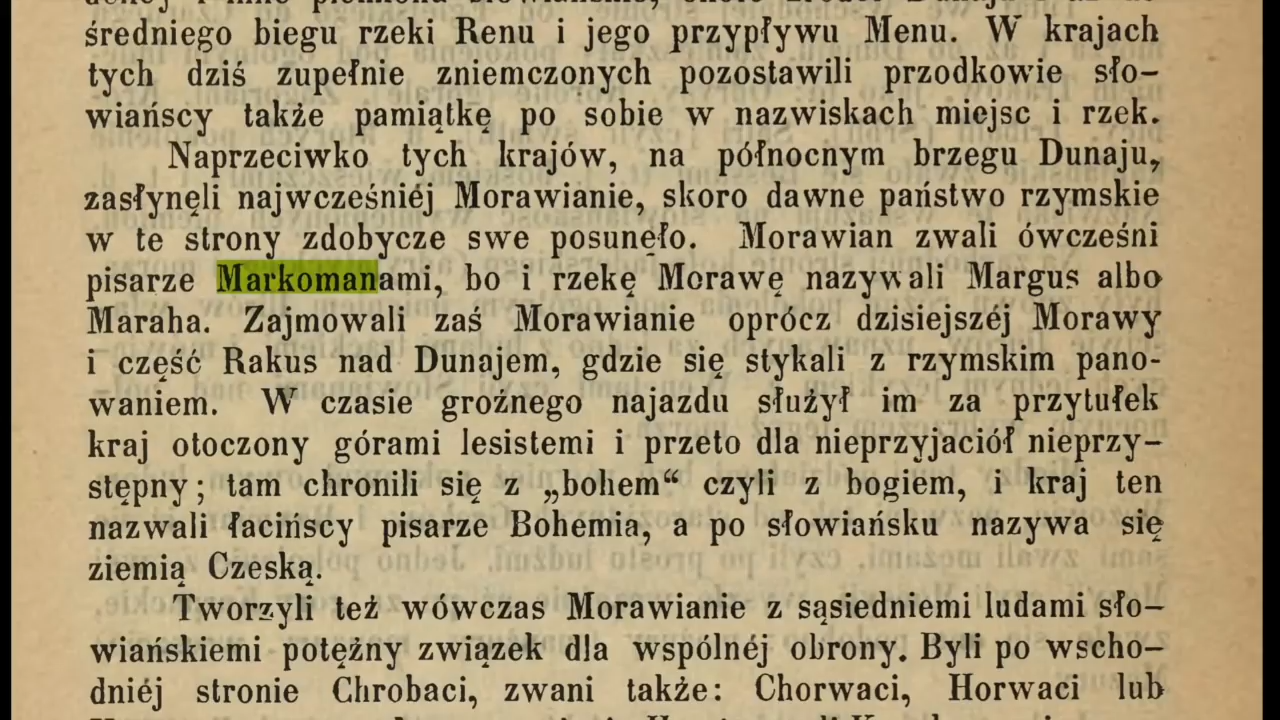 średniego biegu rzeki Renu i jego przypływu Menu. W krajach
tych dziś zupełnie zniemczonych pozostawili przodkowie sło-
wiańscy także pamiątkę po sobie w nazwiskach miejsc i rzek.
Naprzeciwko tych krajów, na północnym brzegu Dunaju,
zasłynęli najwcześniéj Morawianie, skoro dawne państwo rzymskie
w te strony zdobycze swe posunęło. Morawian zwali ówcześni
pisarze Markomanami, bo i rzekę Morawę nazywali Margus albo
Maraha. Zajmowali zaś Morawianie oprócz dzisiejszéj Morawy
i część Rakus nad Dunajem, gdzie się stykali z rzymskim pano-
waniem. W czasie groźnego najazdu służył im za przytułek
kraj otoczony górami lesistemi i przeto dla nieprzyjaciół nieprzy-
stępny; tam chronili się z „bohem“ czyli z bogiem, i kraj ten
nazwali łacińscy pisarze Bohemia, a po słowiańsku nazywa się
ziemią Czeską.
Tworzyli też wówczas Morawianie z sąsiedniemi ludami sło-
wiańskiemi potężny związek dla wspólnéj obrony. Byli po wscho-
dniéj stronie Chrobaci, zwani także: Chorwaci, Horwaci lub